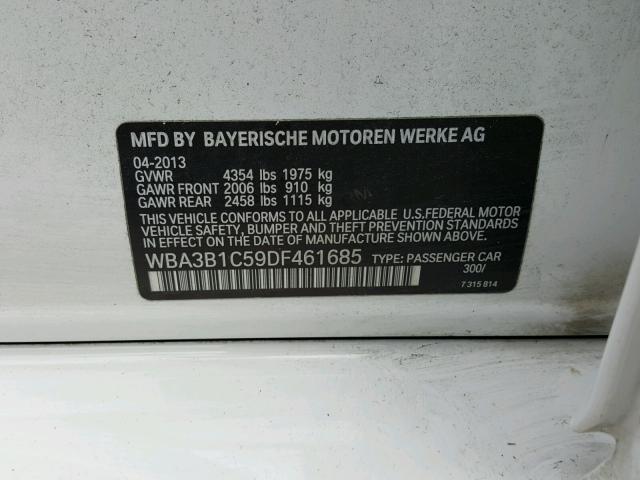 MFD BY BAYERISCHE MOTOREN WERKE AG
04-2013
GVWR 4354 lbs 1975 kg
GAWR FRONT 2006 lbs 910 kg
GAWR REAR 2458 lbs 1115 kg
THIS VEHICLE CONFORMS TO ALL APPLICABLE U.S.FEDERAL MOTOR
VEHICLE SAFETY, BUMPER AND THEFT PREVENTION STANDARDS
IN EFFECT ON THE DATE OF MANUFACTURE SHOWN ABOVE.
WBA3B1C59DF461685 TYPE: PASSENGER CAR
300/
7 315 814